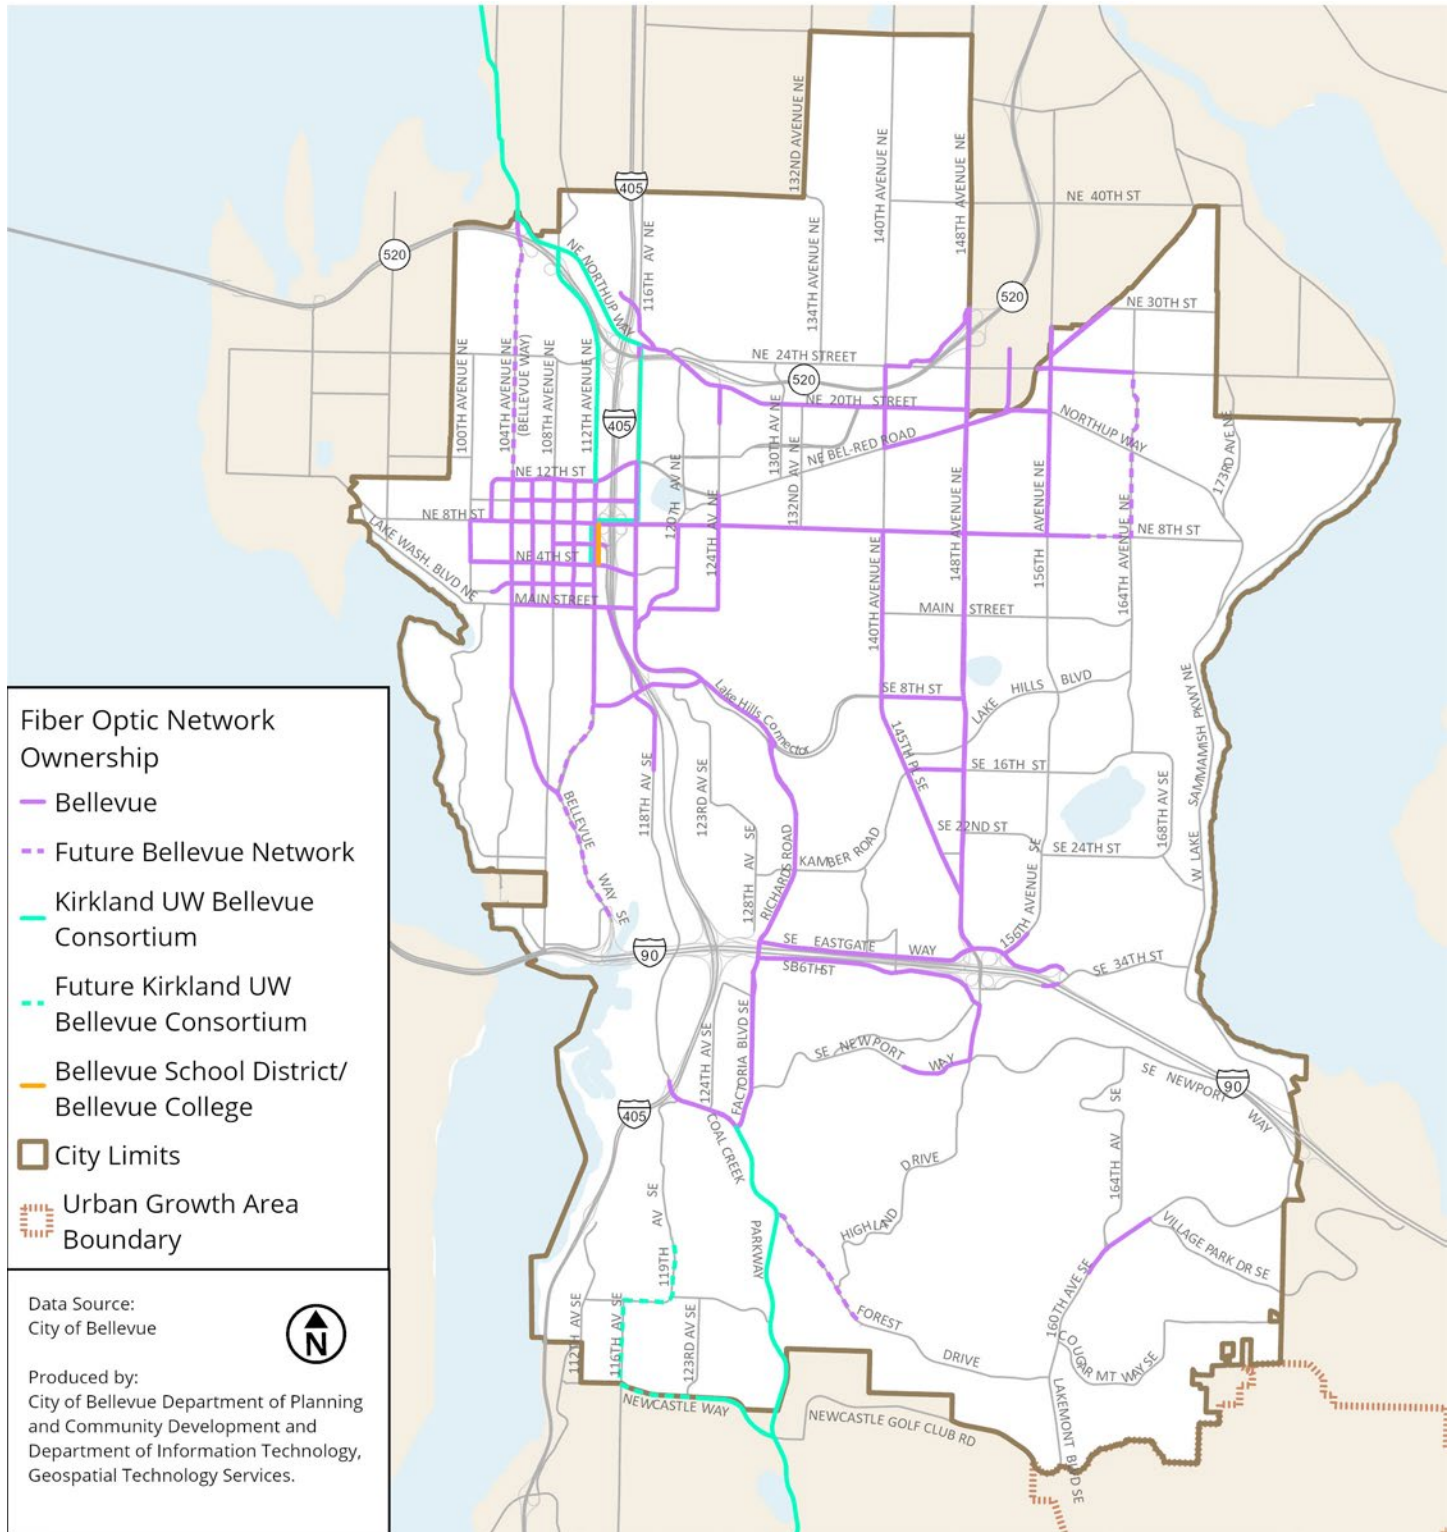 132ND AVENUE NE
140TH AVENUE NE
148TH AVENUE NE
405
NE 40TH ST
116TH AV NE
134TH AVENUE NE
520
NE NORTHUP WAY
520
NE 30TH ST
100TH AVENUE NE
104TH AVENUE NE
(BELLEVUE WAY)
108TH AVENUE NE
112TH AVENUE NE
NE 24TH STREET
520
405
NE 20TH STREET
NORTHUP WAY
173RD AVE NE
NE BEL-RED ROAD
130TH AV NE
132ND AV NE
NE 12TH ST
120TH AV NE
124TH AV NE
148TH AVENUE NE
156TH AVENUE NE
164TH AVENUE NE
NE 8TH ST
NE 8TH ST
LAKE WASH. BLVD NE
NE 4TH ST
140TH AVENUE NE
MAIN STREET
MAIN STREET
SE 8TH ST
LAKE HILLS BLVD
W LAKE SAMMAMISH PKWY NE
Lake Hills Connector
145TH PL SE
SE 16TH ST
118TH AV SE
123RD AV SE
128TH AV SE
BELLEVUE WAY SE
RICHARDS ROAD
KAMBER ROAD
SE 22ND ST
SE 24TH ST
168TH AV SE
156TH AVENUE SE
90
SE EASTGATE WAY
SE 34TH ST
124TH AV SE
FACTORIA BLVD SE
SE NEWPORT WAY
SE NEWPORT WAY
90
405
COAL CREEK PARKWAY
119TH AV SE
HIGHLAND DRIVE
164TH AV SE
VILLAGE PARK DR SE
160TH AVE SE
FOREST DRIVE
COUGAR MT WAY SE
112TH AV SE
116TH AV SE
123RD AV SE
NEWCASTLE WAY
NEWCASTLE GOLF CLUB RD
LAKEMONT BLVD SE
Fiber Optic Network
Ownership
Bellevue
Future Bellevue Network
Kirkland UW Bellevue
Consortium
Future Kirkland UW
Bellevue Consortium
Bellevue School District/
Bellevue College
City Limits
Urban Growth Area
Boundary
Data Source:
City of Bellevue
N
Produced by:
City of Bellevue Department of Planning
and Community Development and
Department of Information Technology,
Geospatial Technology Services.